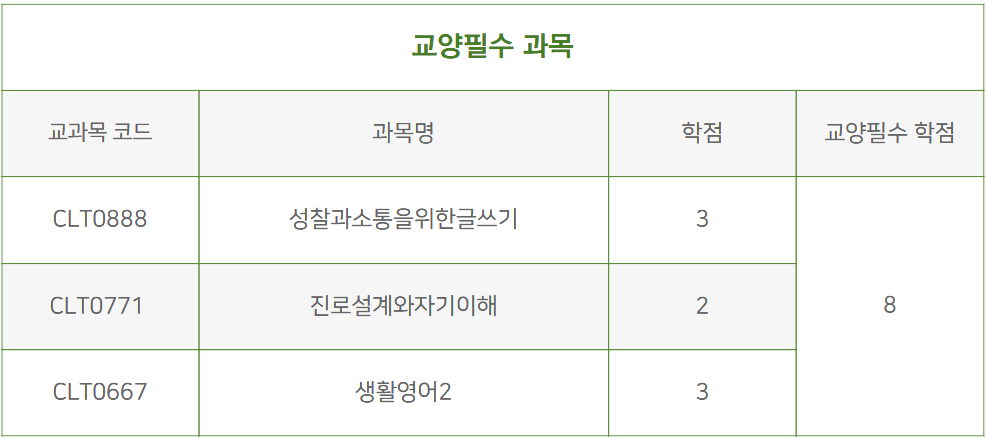 교양필수 과목
교과목 코드 과목명 학점 교양필수 학점
CLT0888 성찰과소통을위한글쓰기 3
CLT0771 진로설계와자기이해 2 8
CLT0667 생활영어2 3